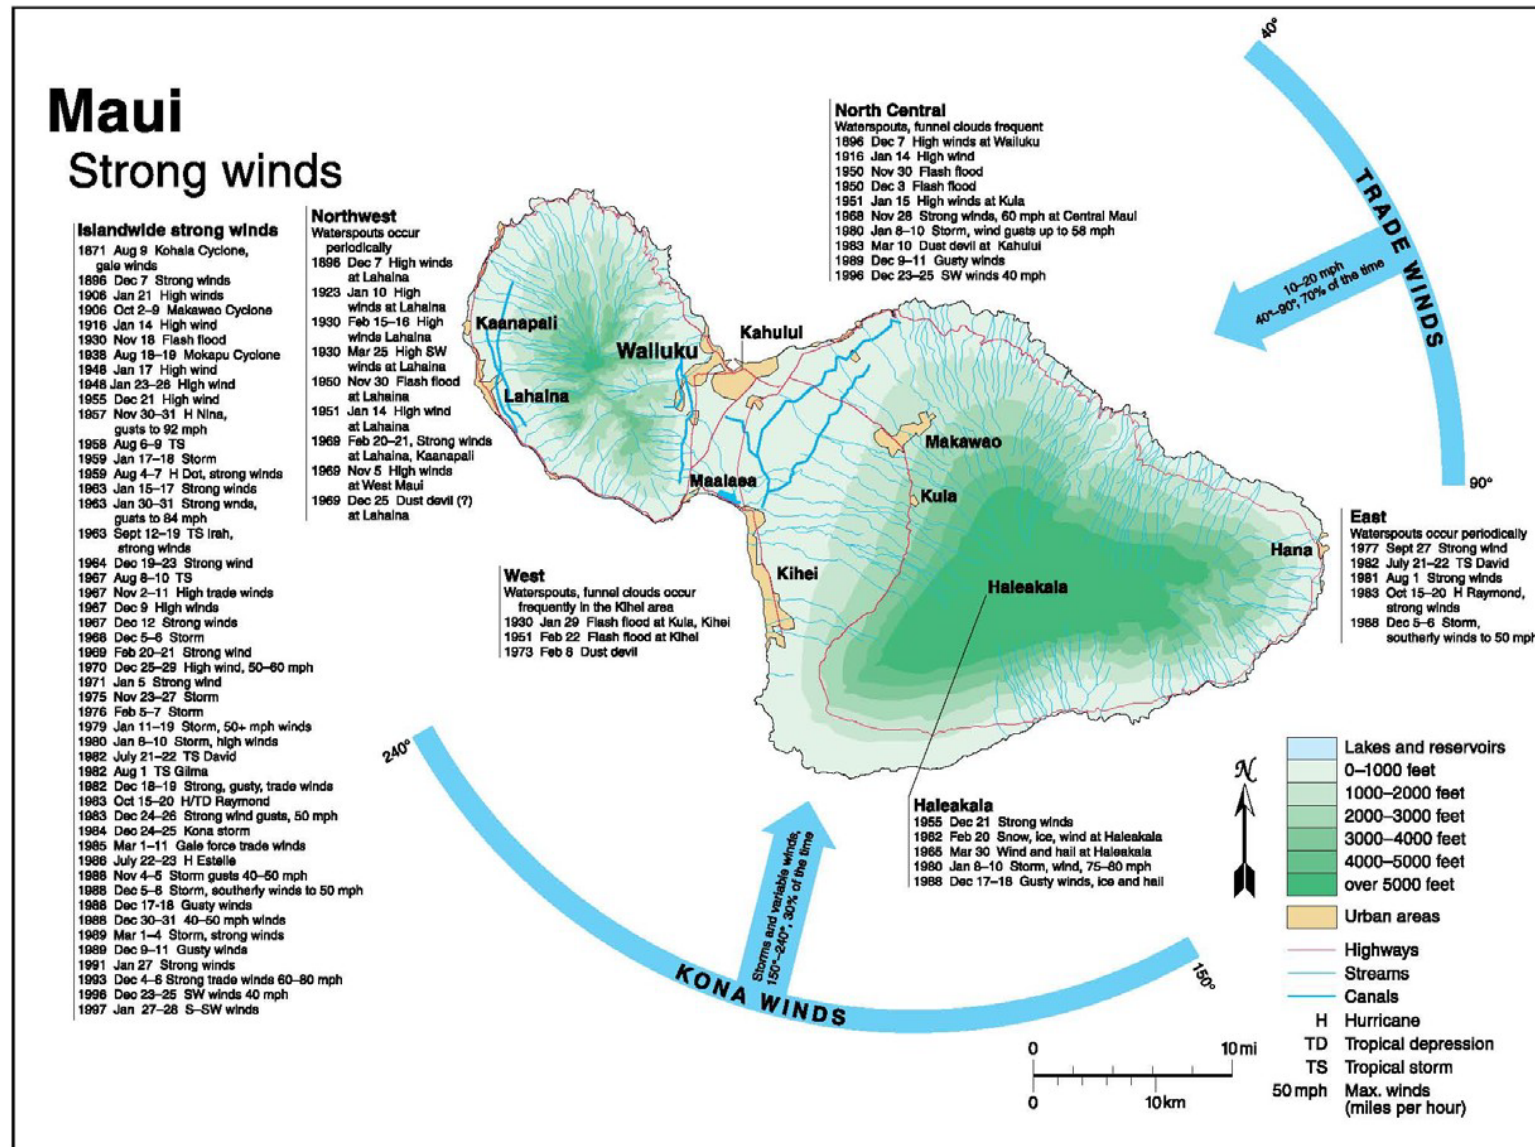 Maui
Strong winds
Islandwide strong winds
1871 Aug 9 Kohala Cyclone,
gale winds
1896 Dec 7 Strong winds
1906 Jan 21 High winds
1906 Oct 2–9 Makawao Cyclone
1916 Jan 14 High wind
1930 Nov 18 Flash flood
1938 Aug 18–19 Mokapu Cyclone
1946 Jan 17 High wind
1948 Jan 23–26 High wind
1955 Dec 21 High wind
1957 Nov 30–31 H Nina,
gusts to 92 mph
1958 Aug 6–9 TS
1959 Jan 17–18 Storm
1959 Aug 4–7 H Dot, strong winds
1963 Jan 15–17 Strong winds
1963 Jan 30–31 Strong wnds,
gusts to 84 mph
1963 Sept 12–19 TS Irah,
strong winds
1964 Dec 19–23 Strong wind
1967 Aug 8–10 TS
1967 Nov 2–11 High trade winds
1967 Dec 9 High winds
1967 Dec 12 Strong winds
1968 Dec 5–6 Storm
1969 Feb 20–21 Strong wind
1970 Dec 25–29 High wind, 50–60 mph
1971 Jan 5 Strong wind
1975 Nov 23–27 Storm
1976 Feb 5–7 Storm
1979 Jan 11–19 Storm, 50+ mph winds
1980 Jan 8–10 Storm, high winds
1982 July 21–22 TS David
1982 Aug 1 TS Gilma
1982 Dec 18–19 Strong, gusty, trade winds
1983 Oct 15–20 H/TD Raymond
1983 Dec 24–26 Strong wind gusts, 50 mph
1984 Dec 24–25 Kona storm
1985 Mar 1–11 Gale force trade winds
1986 July 22–23 H Estelle
1988 Nov 4–5 Storm gusts 40–50 mph
1988 Dec 5–6 Storm, southerly winds to 50 mph
1988 Dec 17-18 Gusty winds
1988 Dec 30–31 40–50 mph winds
1989 Mar 1–4 Storm, strong winds
1989 Dec 9–11 Gusty winds
1991 Jan 27 Strong winds
1993 Dec 4–6 Strong trade winds 60–80 mph
1996 Dec 23–25 SW winds 40 mph
1997 Jan 27–28 S–SW winds
Northwest
Waterspouts occur
periodically
1896 Dec 7 High winds
at Lahaina
1923 Jan 10 High
winds at Lahaina
1930 Feb 15–16 High
winds Lahaina
1930 Mar 25 High SW
winds at Lahaina
1950 Nov 30 Flash flood
at Lahaina
1951 Jan 14 High wind
at Lahaina
1969 Feb 20–21, Strong winds
at Lahaina, Kaanapali
1969 Nov 5 High winds
at West Maui
1969 Dec 25 Dust devil (?)
at Lahaina
North Central
Waterspouts, funnel clouds frequent
1896 Dec 7 High winds at Wailuku
1916 Jan 14 High wind
1950 Nov 30 Flash flood
1950 Dec 3 Flash flood
1951 Jan 15 High winds at Kula
1968 Nov 28 Strong winds, 60 mph at Central Maui
1980 Jan 8–10 Storm, wind gusts up to 58 mph
1983 Mar 10 Dust devil at Kahului
1989 Dec 9–11 Gusty winds
1996 Dec 23–25 SW winds 40 mph
40°
TRADE WINDS
10–20 mph
40°–90°, 70% of the time
90°
Kaanapali
Lahaina
Wailuku
Kahului
Maalaea
Makawao
Kula
Kihei
Haleakala
Hana
West
Waterspouts, funnel clouds occur
frequently in the Kihei area
1930 Jan 29 Flash flood at Kula, Kihei
1951 Feb 22 Flash flood at Kihei
1973 Feb 8 Dust devil
East
Waterspouts occur periodically
1977 Sept 27 Strong wind
1982 July 21–22 TS David
1981 Aug 1 Strong winds
1983 Oct 15–20 H Raymond,
strong winds
1988 Dec 5–6 Storm,
southerly winds to 50 mph
240°
KONA WINDS
Storms and variable winds,
150°–240°, 30% of the time
150°
Haleakala
1955 Dec 21 Strong winds
1962 Feb 20 Snow, ice, wind at Haleakala
1965 Mar 30 Wind and hail at Haleakala
1980 Jan 8–10 Storm, wind, 75–80 mph
1988 Dec 17–18 Gusty winds, ice and hail
N
Lakes and reservoirs
0–1000 feet
1000–2000 feet
2000–3000 feet
3000–4000 feet
4000–5000 feet
over 5000 feet
Urban areas
Highways
Streams
Canals
H Hurricane
TD Tropical depression
TS Tropical storm
50 mph Max. winds
(miles per hour)
0 10 mi
0 10 km